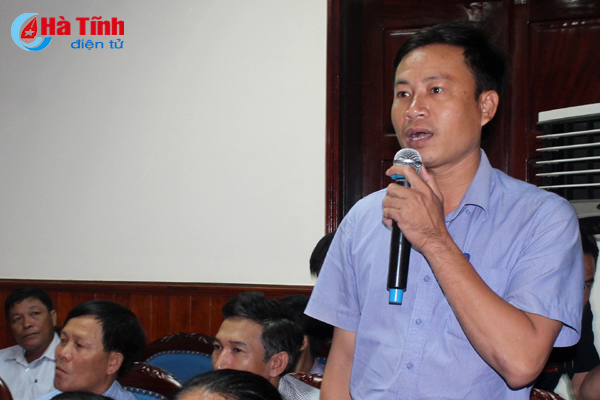 Hà Tĩnh
điện tử